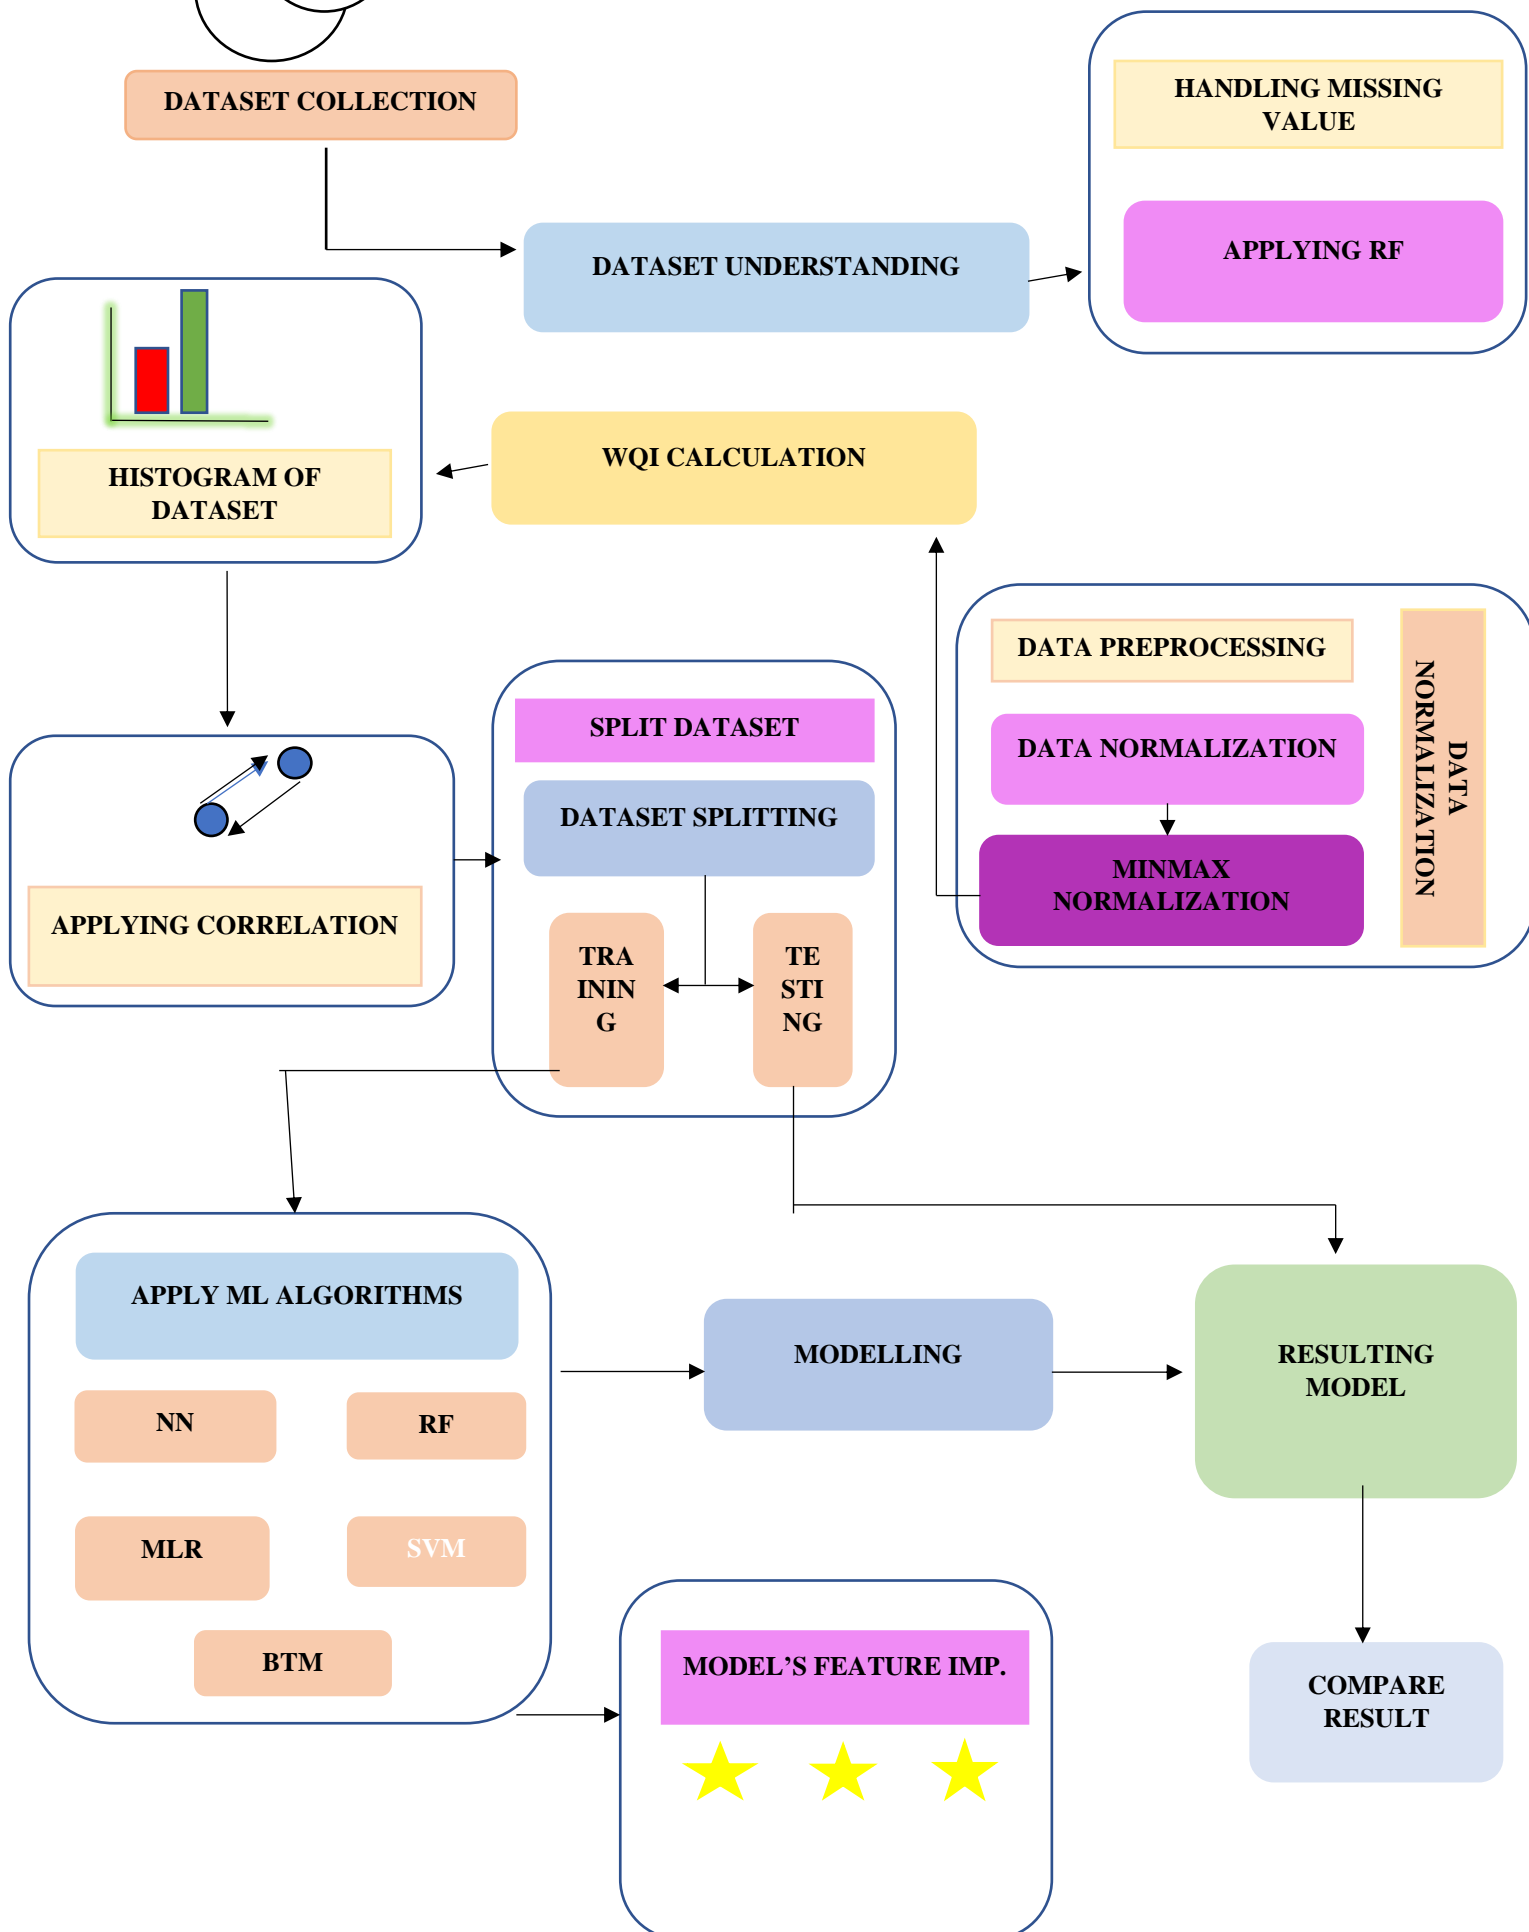 DATASET COLLECTION
HANDLING MISSING
VALUE
APPLYING RF
DATASET UNDERSTANDING
WQI CALCULATION
HISTOGRAM OF
DATASET
DATA PREPROCESSING
DATA NORMALIZATION
MINMAX
NORMALIZATION
DATA
NORMALIZATION
SPLIT DATASET
DATASET SPLITTING
TRA
ININ
G
TE
STI
NG
APPLYING CORRELATION
APPLY ML ALGORITHMS
NN
RF
MLR
SVM
BTM
MODELLING
RESULTING
MODEL
MODEL’S FEATURE IMP.
COMPARE
RESULT